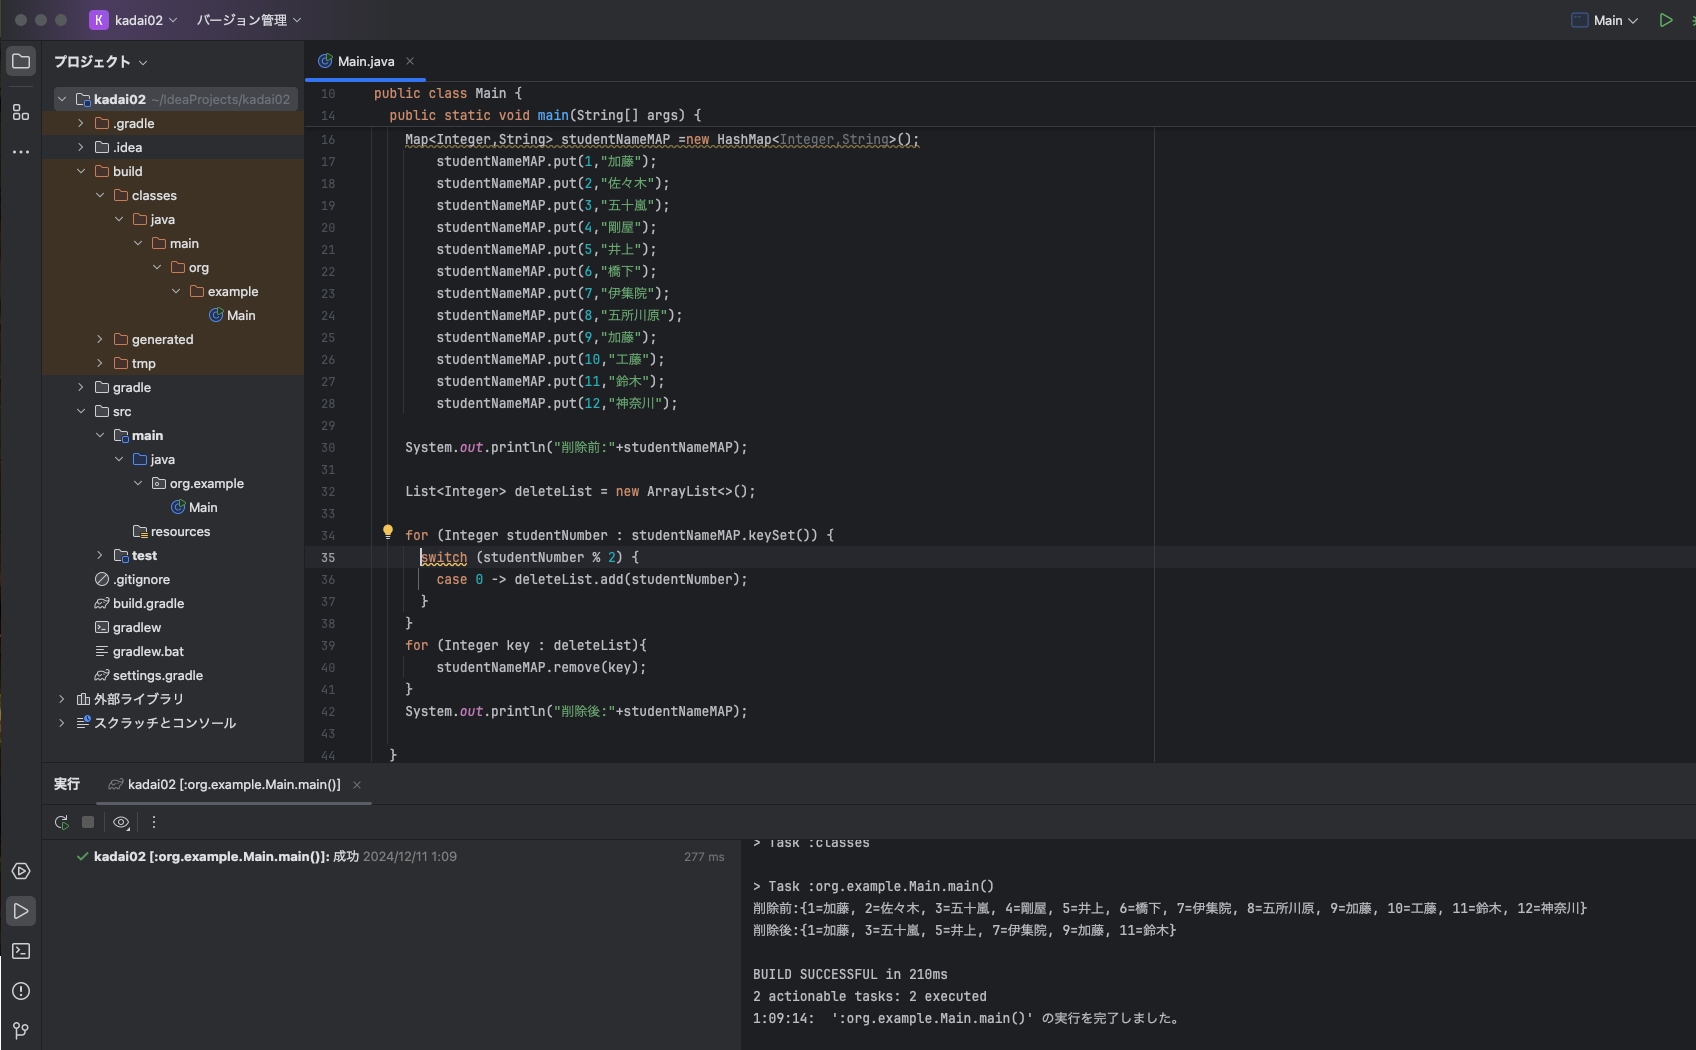 K kadai02 バージョン管理 Main
プロジェクト
kadai02 ~/IdeaProjects/kadai02
.gradle
.idea
build
classes
java
main
org
example
Main
generated
tmp
gradle
src
main
java
org.example
Main
resources
test
.gitignore
build.gradle
gradlew
gradlew.bat
settings.gradle
外部ライブラリ
スクラッチとコンソール
Main.java
10 public class Main {
14 public static void main(String[] args) {
16 Map<Integer,String> studentNameMAP =new HashMap<Integer,String>();
17 studentNameMAP.put(1,"加藤");
18 studentNameMAP.put(2,"佐々木");
19 studentNameMAP.put(3,"五十嵐");
20 studentNameMAP.put(4,"剛屋");
21 studentNameMAP.put(5,"井上");
22 studentNameMAP.put(6,"橋下");
23 studentNameMAP.put(7,"伊集院");
24 studentNameMAP.put(8,"五所川原");
25 studentNameMAP.put(9,"加藤");
26 studentNameMAP.put(10,"工藤");
27 studentNameMAP.put(11,"鈴木");
28 studentNameMAP.put(12,"神奈川");
29
30 System.out.println("削除前:"+studentNameMAP);
31
32 List<Integer> deleteList = new ArrayList<>();
33
34 for (Integer studentNumber : studentNameMAP.keySet()) {
35 switch (studentNumber % 2) {
36 case 0 -> deleteList.add(studentNumber);
37 }
38 }
39 for (Integer key : deleteList){
40 studentNameMAP.remove(key);
41 }
42 System.out.println("削除後:"+studentNameMAP);
43
44 }
実行 kadai02 [:org.example.Main.main()]
kadai02 [:org.example.Main.main()]: 成功 2024/12/11 1:09 277 ms
> Task :classes
> Task :org.example.Main.main()
削除前:{1=加藤, 2=佐々木, 3=五十嵐, 4=剛屋, 5=井上, 6=橋下, 7=伊集院, 8=五所川原, 9=加藤, 10=工藤, 11=鈴木, 12=神奈川}
削除後:{1=加藤, 3=五十嵐, 5=井上, 7=伊集院, 9=加藤, 11=鈴木}
BUILD SUCCESSFUL in 210ms
2 actionable tasks: 2 executed
1:09:14: ':org.example.Main.main()' の実行を完了しました。